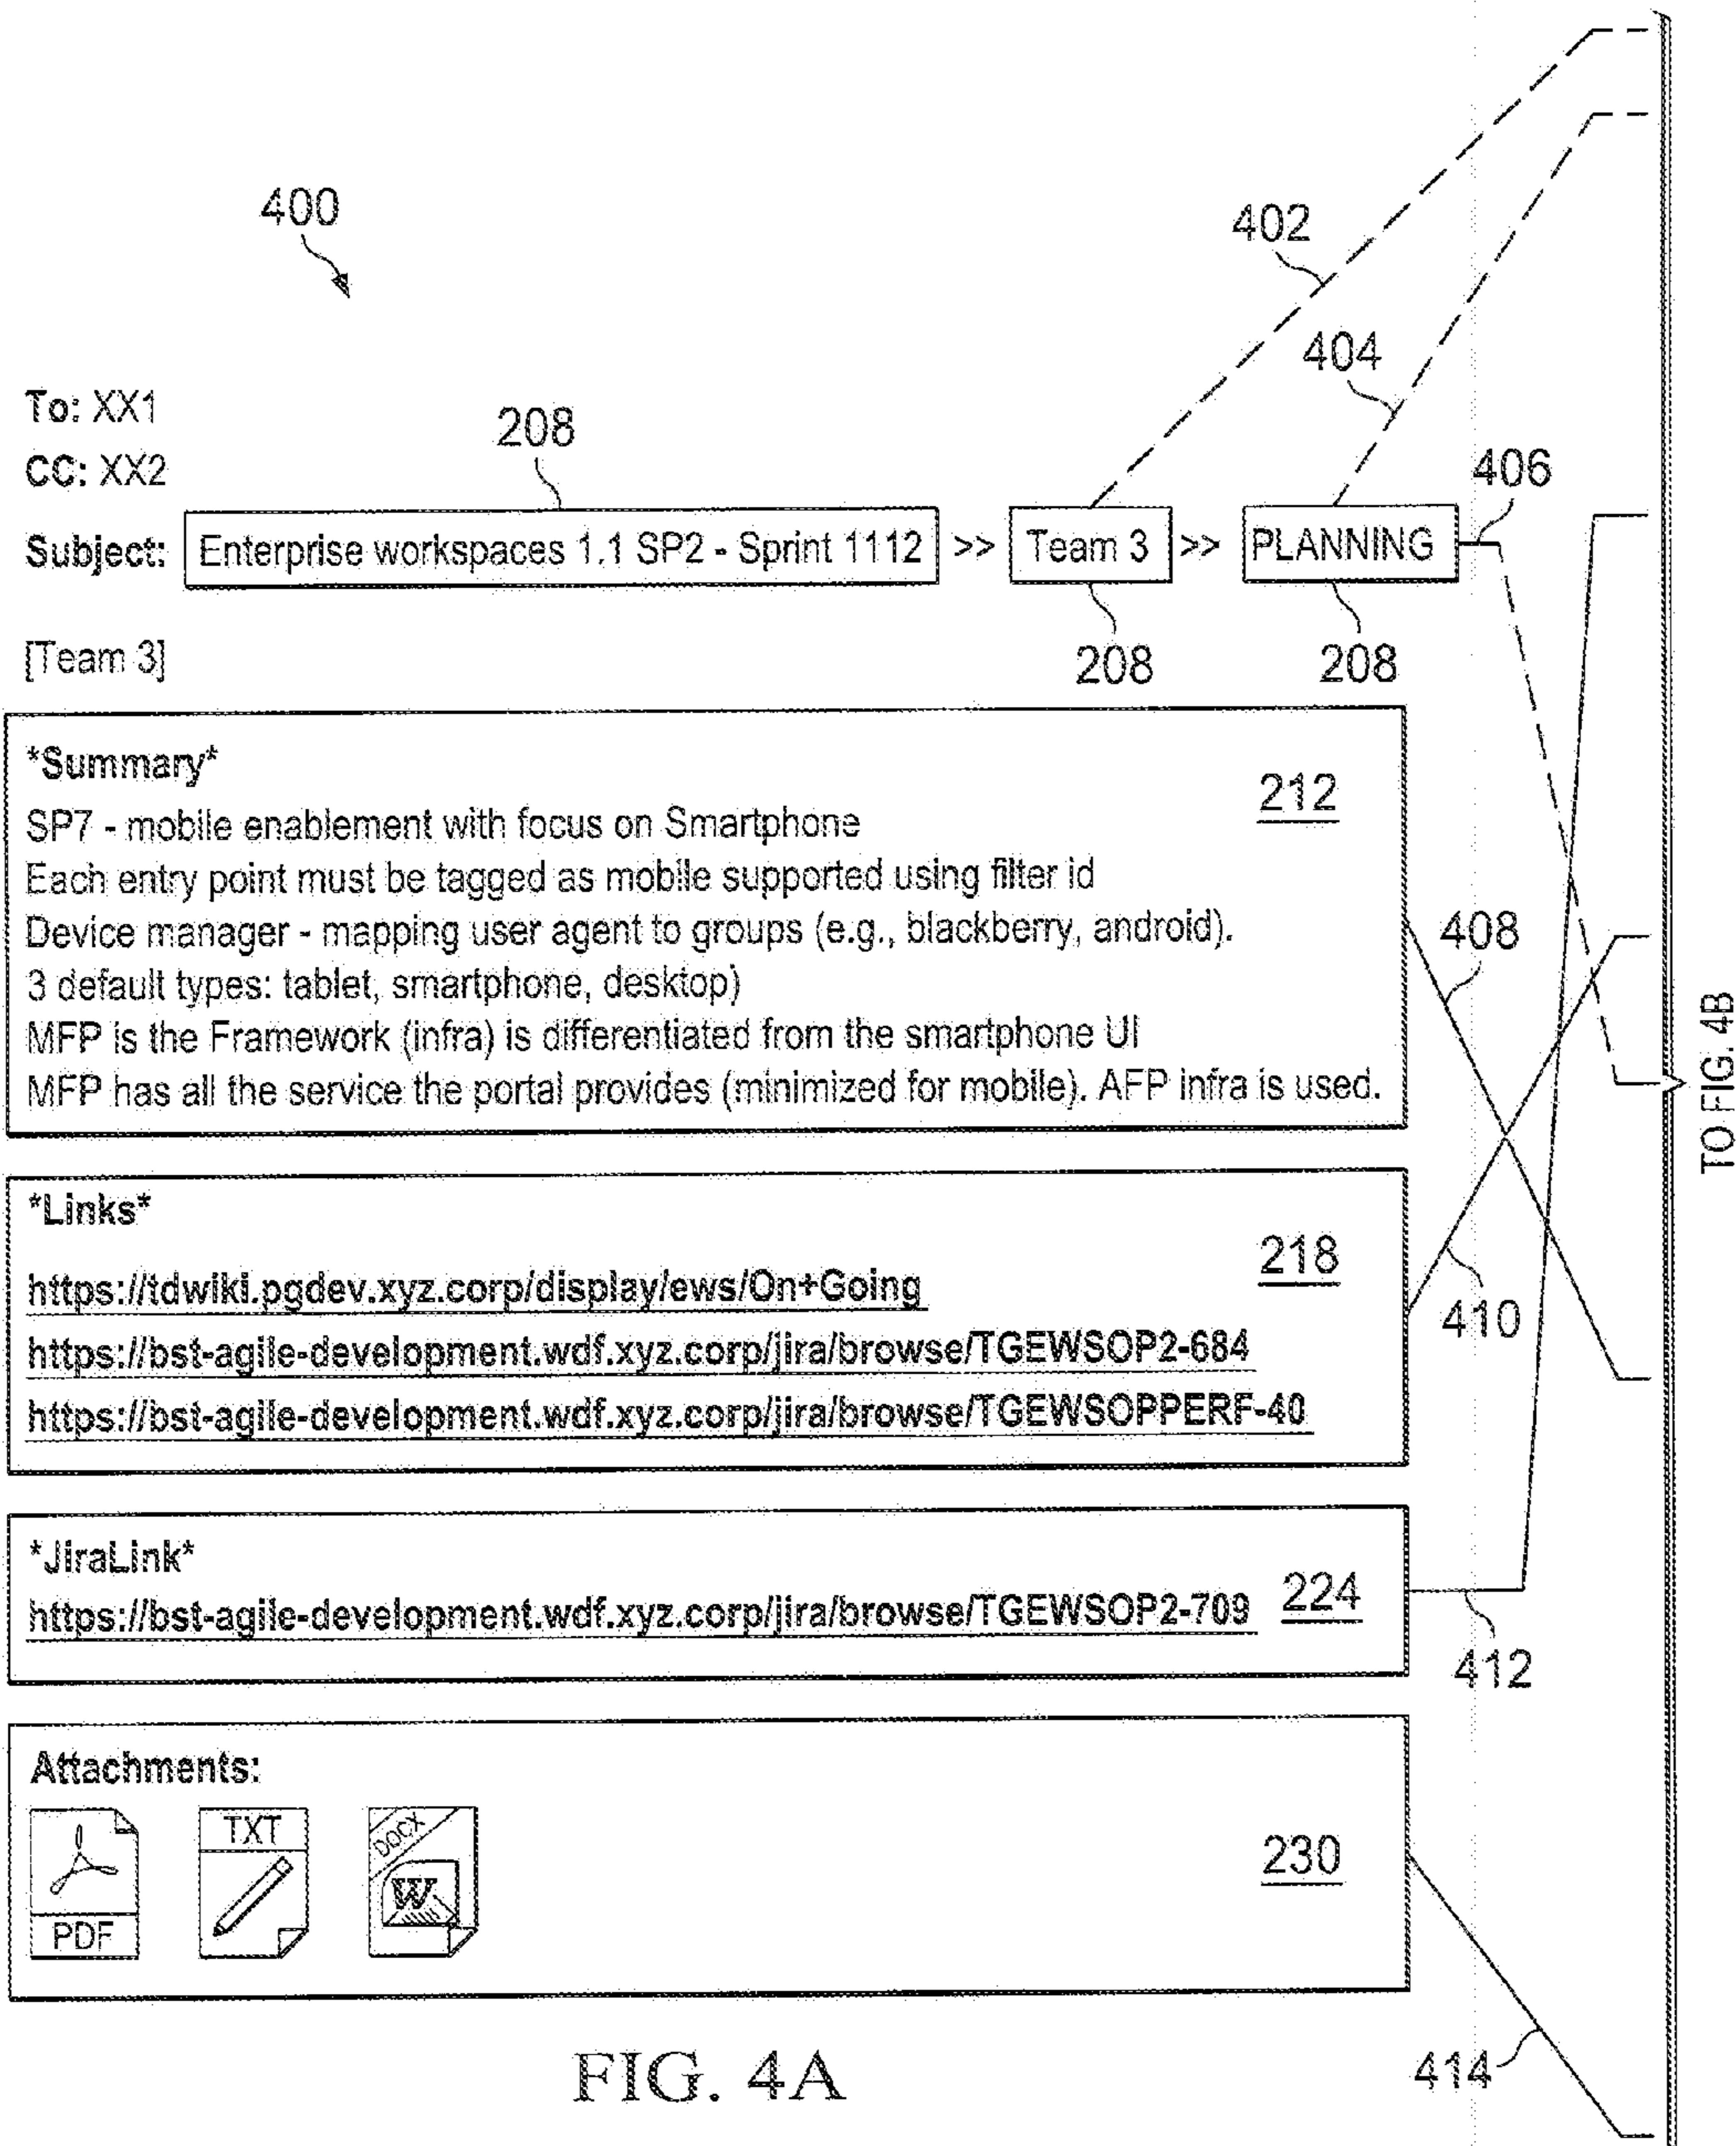 400
402
404
To: XX1
CC: XX2
208
406
Subject: Enterprise workspaces 1.1 SP2 - Sprint 1112 >> Team 3 >> PLANNING
208
208
[Team 3]
*Summary*
212
SP7 - mobile enablement with focus on Smartphone
Each entry point must be tagged as mobile supported using filter id
Device manager - mapping user agent to groups (e.g., blackberry, android).
408
3 default types: tablet, smartphone, desktop)
MFP is the Framework (infra) is differentiated from the smartphone UI
MFP has all the service the portal provides (minimized for mobile). AFP infra is used.
TO FIG. 4B
*Links*
218
https://tdwiki.pgdev.xyz.corp/display/ews/On+Going
410
https://bst-agile-development.wdf.xyz.corp/jira/browse/TGEWSOP2-684
https://bst-agile-development.wdf.xyz.corp/jira/browse/TGEWSOPPERF-40
*JiraLink*
https://bst-agile-development.wdf.xyz.corp/jira/browse/TGEWSOP2-709
224
412
Attachments:
PDF
TXT
DOCX
W
230
414
FIG. 4A